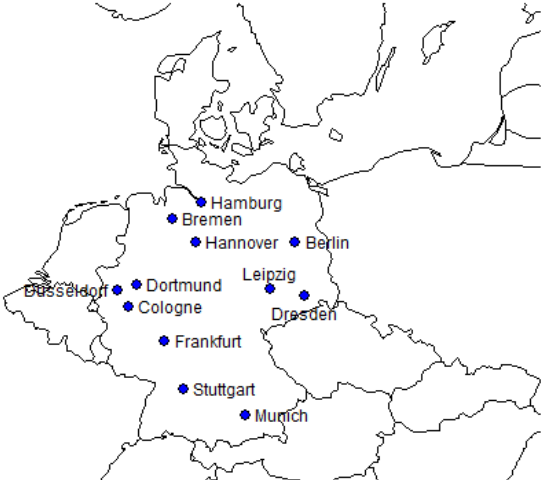 Hamburg
Bremen
Hannover
Berlin
Leipzig
Dortmund
Düsseldorf
Cologne
Dresden
Frankfurt
Stuttgart
Munich